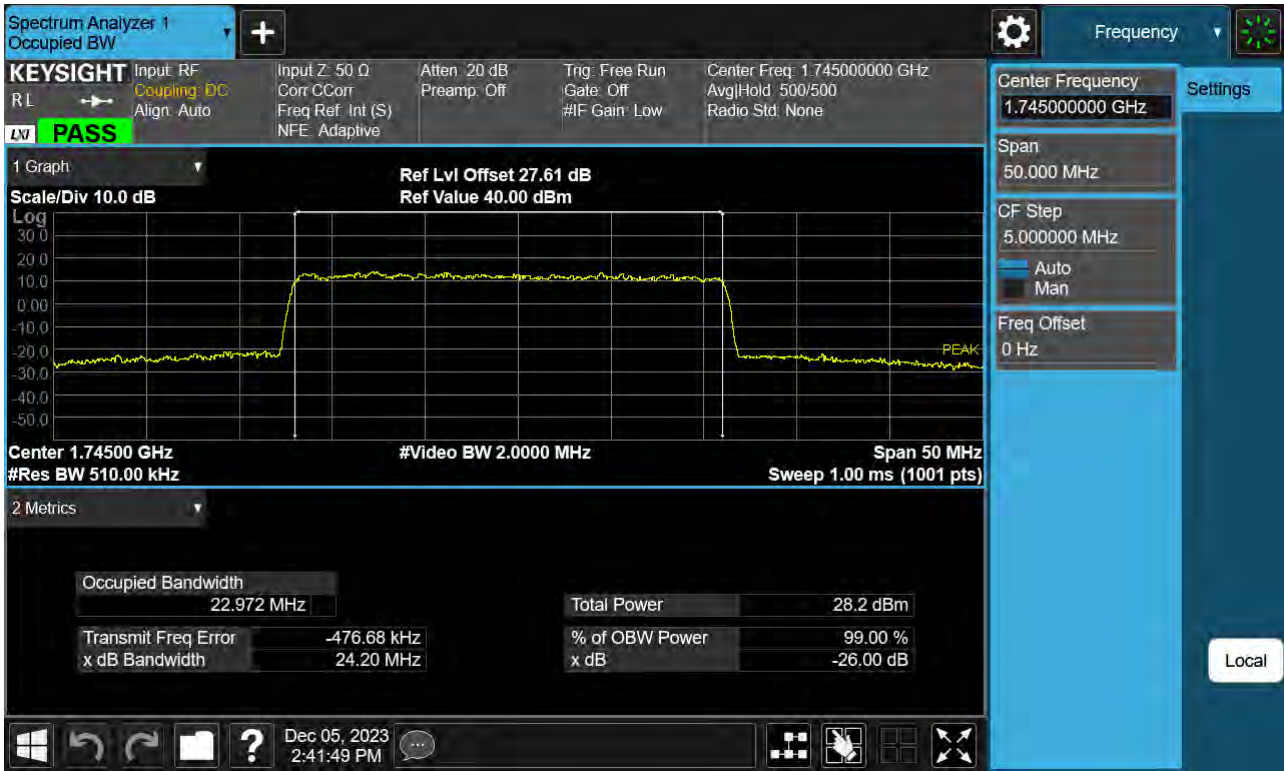 Spectrum Analyzer 1
Occupied BW
Frequency
KEYSIGHT
RL
LXI
PASS
Input: RF
Coupling: DC
Align: Auto
Input Z: 50 Ω
Corr CCorr
Freq Ref: Int (S)
NFE: Adaptive
Atten: 20 dB
Preamp: Off
Trig: Free Run
Gate: Off
#IF Gain: Low
Center Freq: 1.745000000 GHz
Avg|Hold: 500/500
Radio Std: None
Center Frequency
1.745000000 GHz
Settings
Span
50.000 MHz
CF Step
5.000000 MHz
Auto
Man
Freq Offset
0 Hz
1 Graph
Scale/Div 10.0 dB
Ref Lvl Offset 27.61 dB
Ref Value 40.00 dBm
Log
30.0
20.0
10.0
0.00
-10.0
-20.0
-30.0
-40.0
-50.0
PEAK
Center 1.74500 GHz
#Video BW 2.0000 MHz
Span 50 MHz
#Res BW 510.00 kHz
Sweep 1.00 ms (1001 pts)
2 Metrics
Occupied Bandwidth
22.972 MHz
Total Power 28.2 dBm
Transmit Freq Error -476.68 kHz
% of OBW Power 99.00 %
x dB Bandwidth 24.20 MHz
x dB -26.00 dB
Local
?
Dec 05, 2023
2:41:49 PM